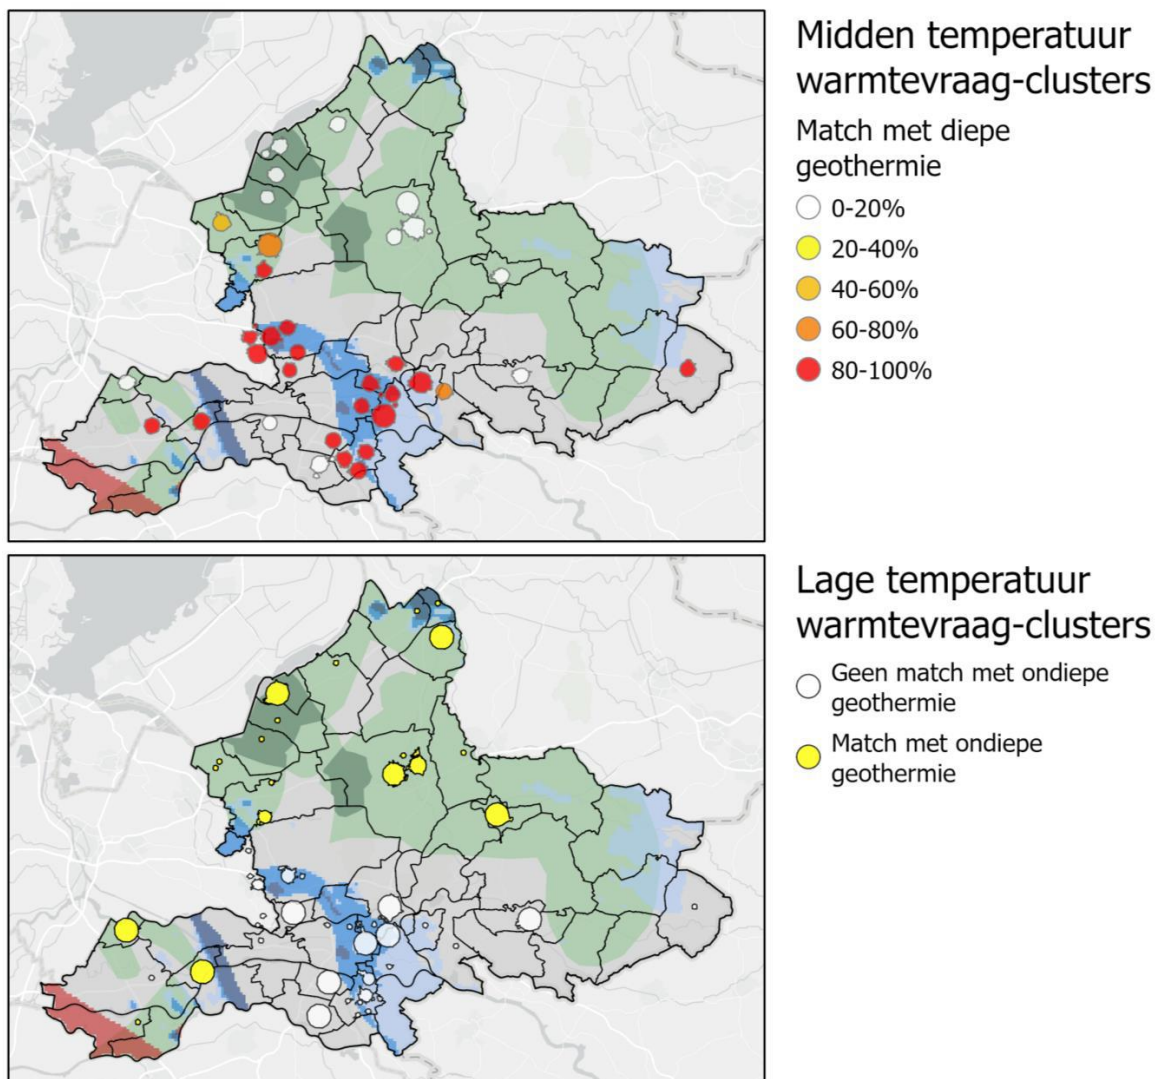 Midden temperatuur
warmtevraag-clusters
Match met diepe
geothermie
0-20%
20-40%
40-60%
60-80%
80-100%
Lage temperatuur
warmtevraag-clusters
Geen match met ondiepe
geothermie
Match met ondiepe
geothermie